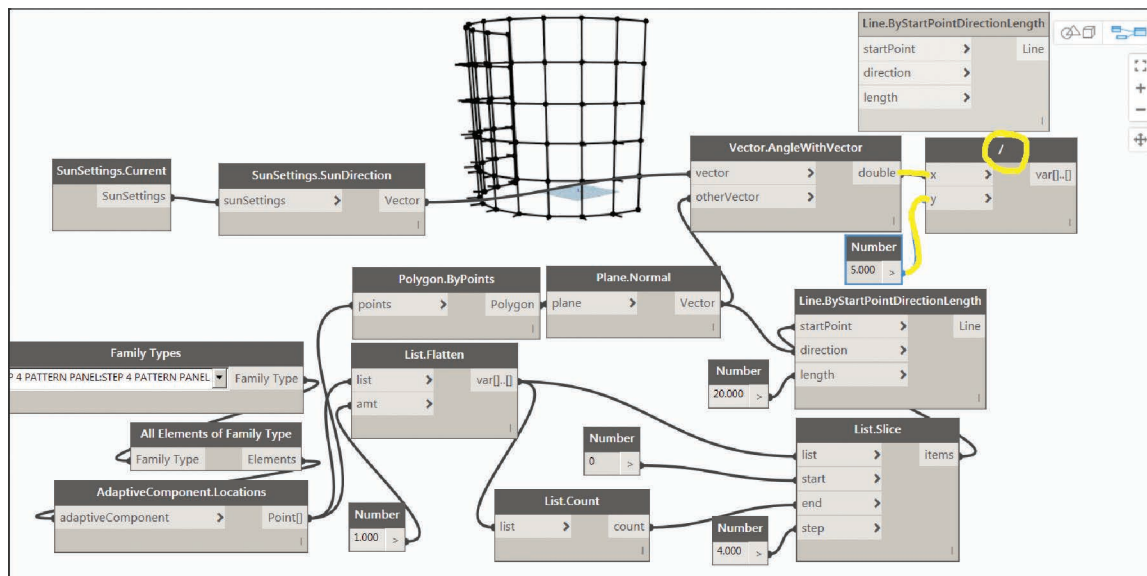 Line.ByStartPointDirectionLength
startPoint > Line
direction >
length >
Vector.AngleWithVector
vector > double
otherVector >
/
x > var[]..[]
y >
SunSettings.Current
SunSettings
SunSettings.SunDirection
sunSettings > Vector
Number
5.000 >
Polygon.ByPoints
points > Polygon
Plane.Normal
plane > Vector
Line.ByStartPointDirectionLength
startPoint > Line
direction >
length >
Family Types
P 4 PATTERN PANEL:STEP 4 PATTERN PANEL Family Type
List.Flatten
list > var[]..[]
amt >
Number
20.000 >
All Elements of Family Type
Family Type Elements
Number
0 >
List.Slice
list > items
start >
end >
step >
AdaptiveComponent.Locations
adaptiveComponent > Point[]
Number
1.000 >
List.Count
list > count
Number
4.000 >